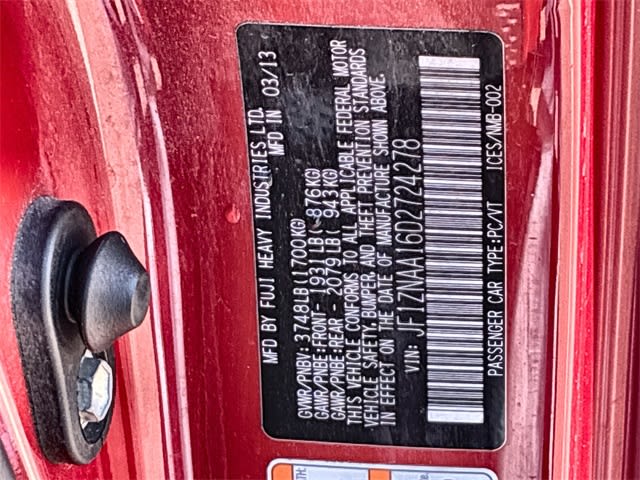 MFD BY FUJI HEAVY INDUSTRIES LTD.
MFD IN 03/13
GVWR/PNBV:3748LB(1700KG)
GAWR/PNBE:FRONT- 1931LB( 876KG)
GAWR/PNBE:REAR - 2079LB( 943KG)
THIS VEHICLE CONFORMS TO ALL APPLICABLE FEDERAL MOTOR
VEHICLE SAFETY,BUMPER, AND THEFT PREVENTION STANDARDS
IN EFFECT ON THE DATE OF MANUFACTURE SHOWN ABOVE.
VIN: JF1ZNAA16D2724278
PASSENGER CAR TYPE:PC/VT ICES/NMB-002